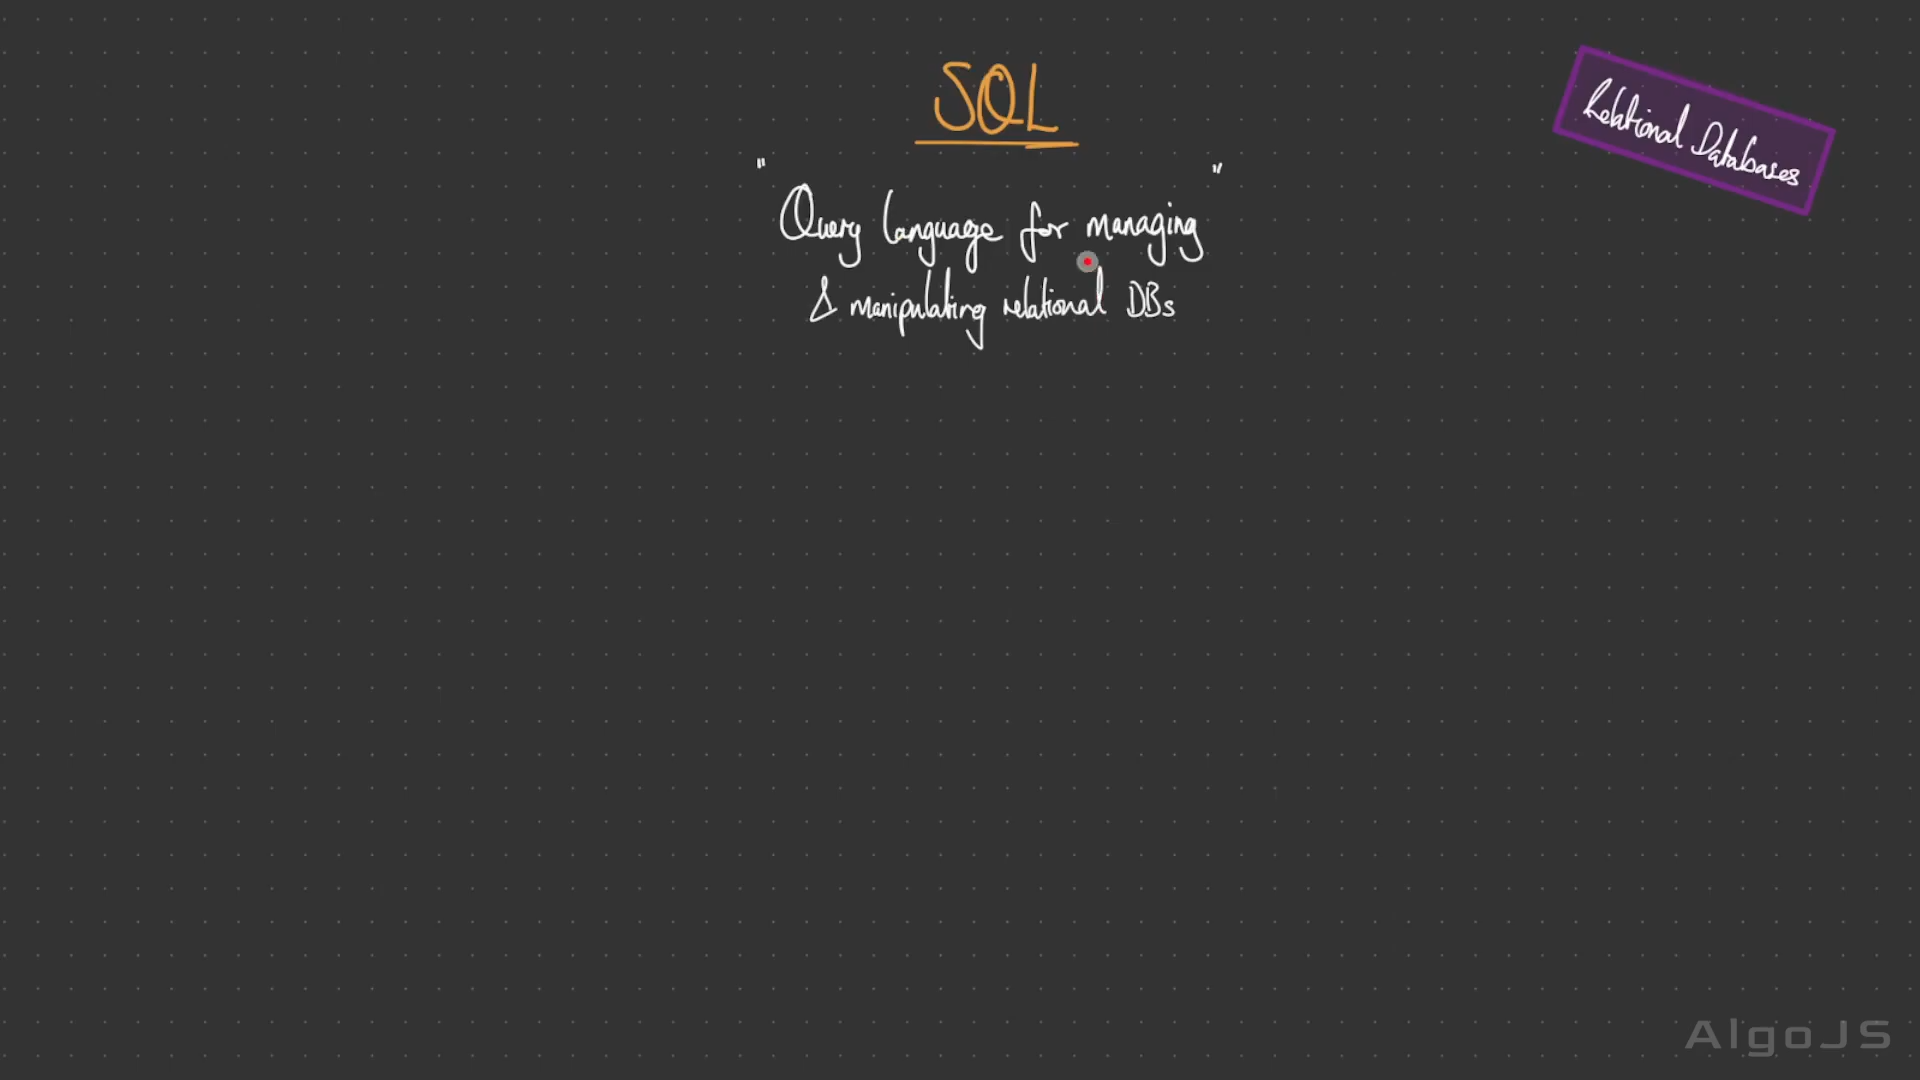 SQL
Relational Databases
" Query language for managing "
& manipulating relational DBs
AlgoJS